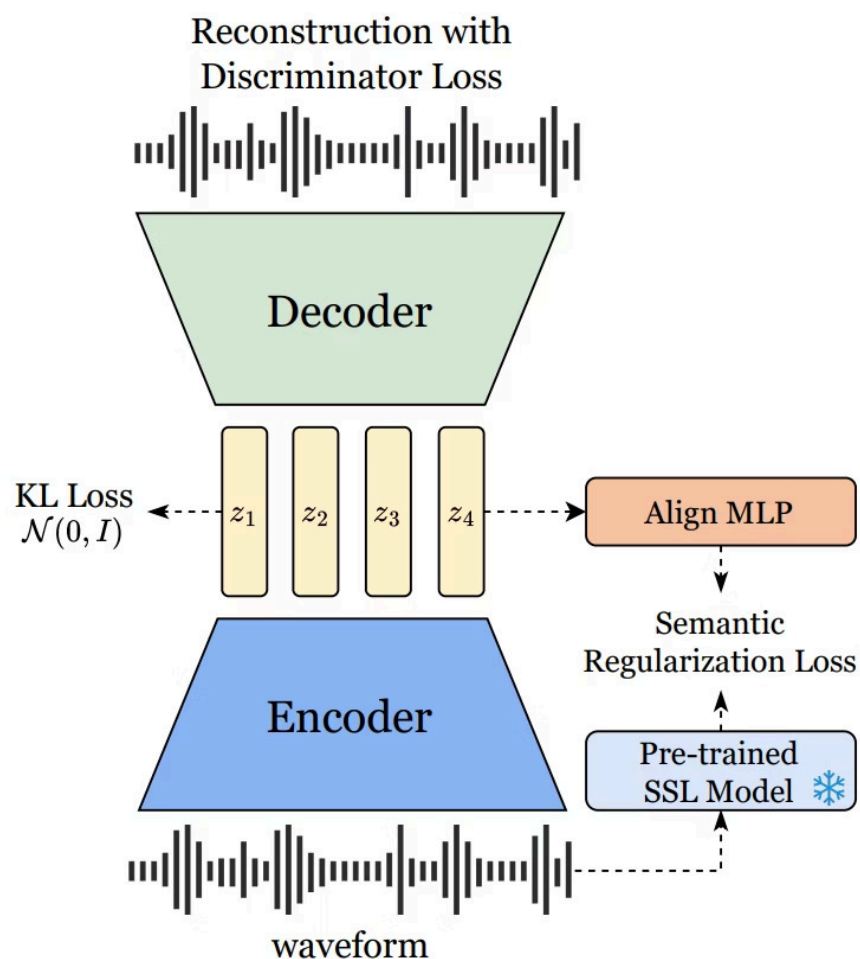 Reconstruction with
Discriminator Loss
Decoder
KL Loss
𝒩(0, I)
z₁
z₂
z₃
z₄
Align MLP
Semantic
Regularization Loss
Encoder
Pre-trained
SSL Model
waveform